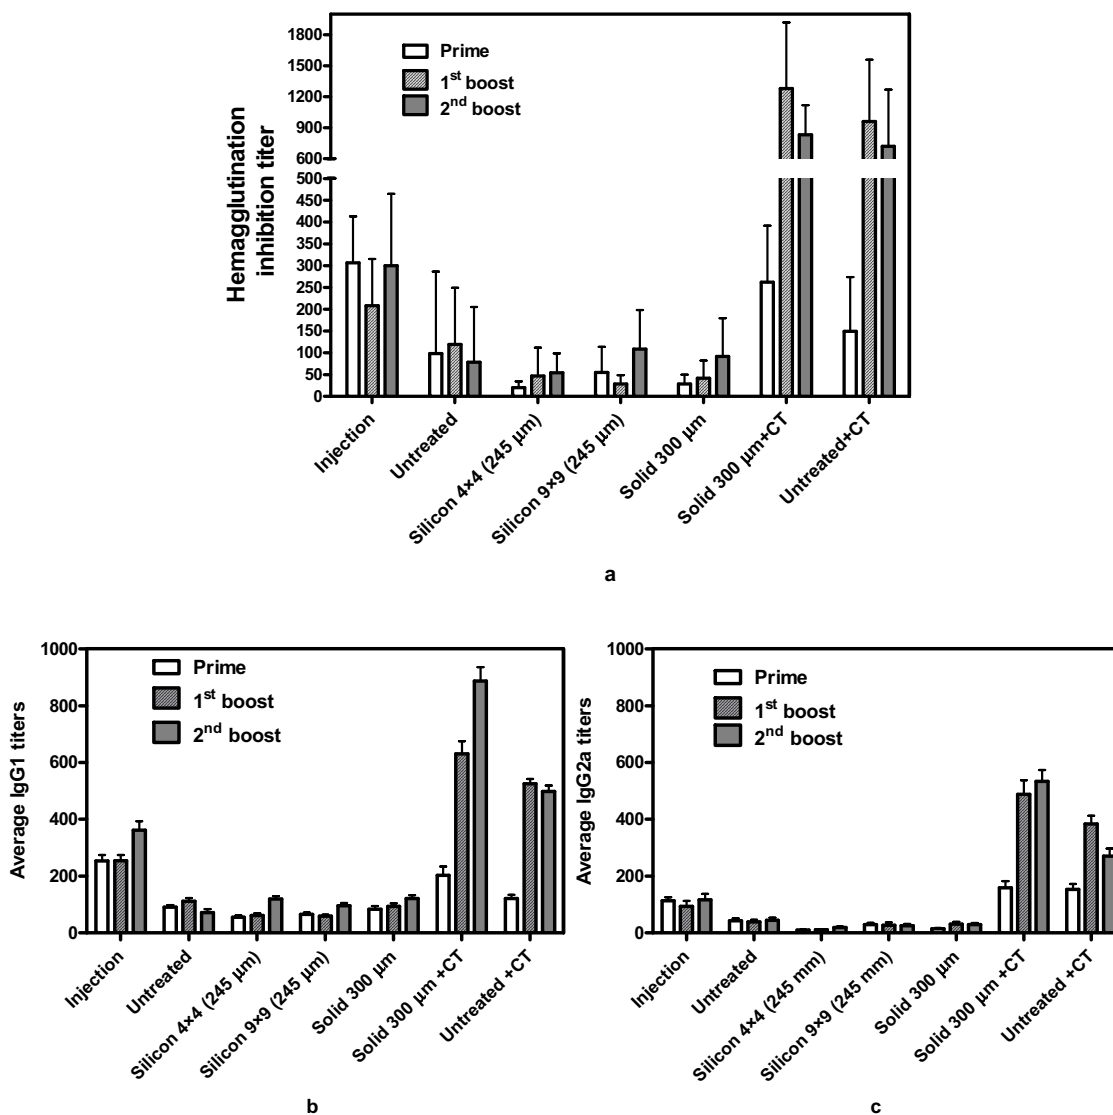 1800
1500
1200
900
600
500
450
400
350
300
250
200
150
100
50
0
Hemagglutination
inhibition titer
Prime
1st boost
2nd boost
Injection
Untreated
Silicon 4×4 (245 µm)
Silicon 9×9 (245 µm)
Solid 300 µm
Solid 300 µm+CT
Untreated+CT
a
1000
800
600
400
200
0
Average IgG1 titers
Prime
1st boost
2nd boost
Injection
Untreated
Silicon 4×4 (245 µm)
Silicon 9×9 (245 µm)
Solid 300 µm
Solid 300 µm +CT
Untreated +CT
b
1000
800
600
400
200
0
Average IgG2a titers
Prime
1st boost
2nd boost
Injection
Untreated
Silicon 4×4 (245 mm)
Silicon 9×9 (245 mm)
Solid 300 µm
Solid 300 µm +CT
Untreated +CT
c